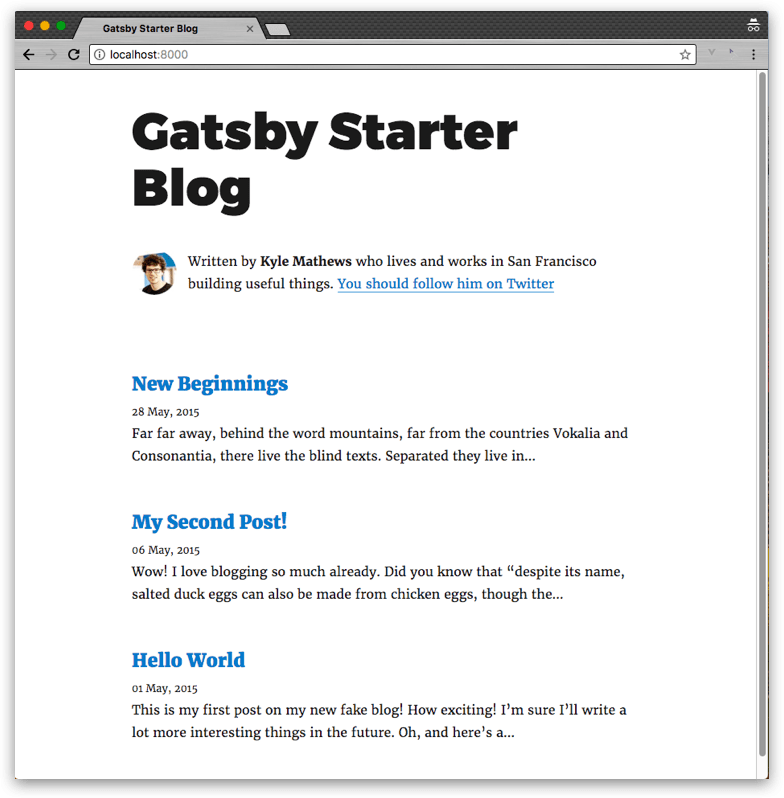 Gatsby Starter Blog
localhost:8000
Gatsby Starter
Blog
Written by Kyle Mathews who lives and works in San Francisco
building useful things. You should follow him on Twitter
New Beginnings
28 May, 2015
Far far away, behind the word mountains, far from the countries Vokalia and
Consonantia, there live the blind texts. Separated they live in…
My Second Post!
06 May, 2015
Wow! I love blogging so much already. Did you know that “despite its name,
salted duck eggs can also be made from chicken eggs, though the…
Hello World
01 May, 2015
This is my first post on my new fake blog! How exciting! I’m sure I’ll write a
lot more interesting things in the future. Oh, and here’s a…